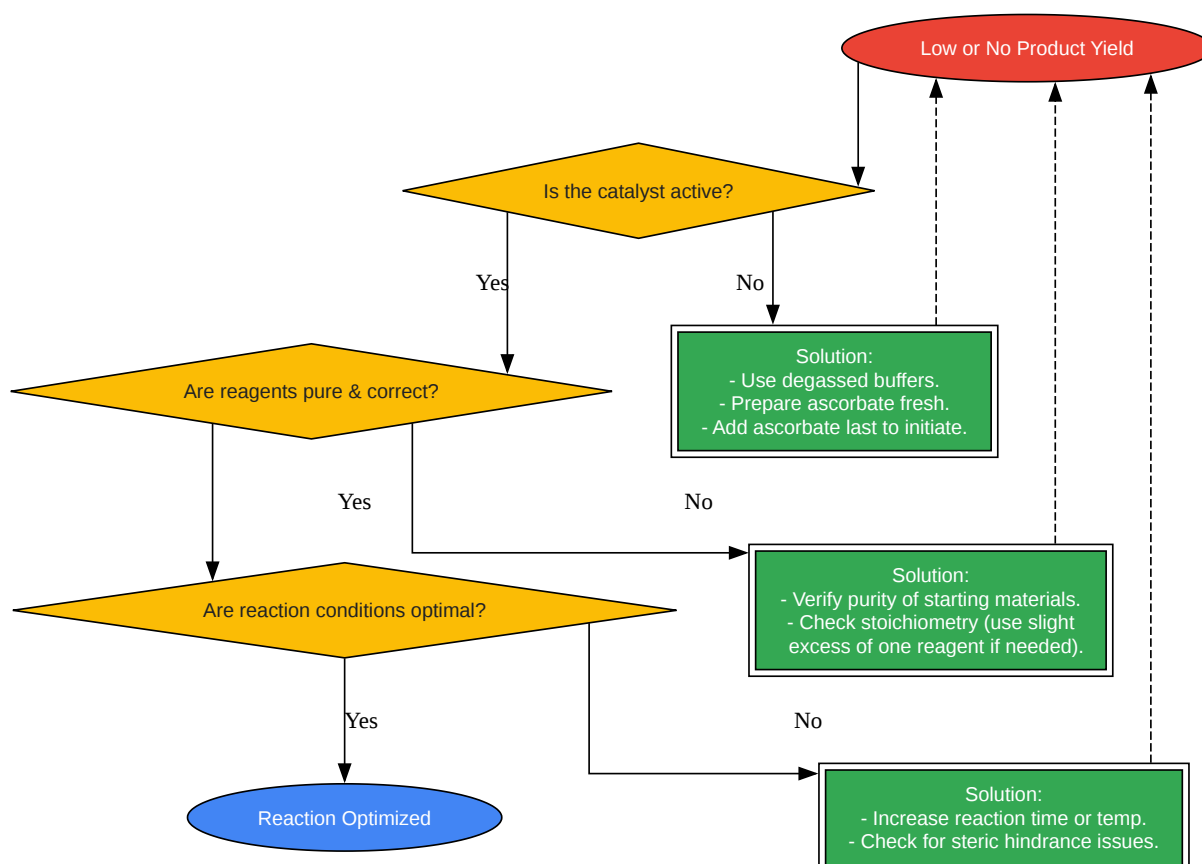 Low or No Product Yield
Is the catalyst active?
Yes
No
Solution:
- Use degassed buffers.
- Prepare ascorbate fresh.
- Add ascorbate last to initiate.
Are reagents pure & correct?
Yes
No
Solution:
- Verify purity of starting materials.
- Check stoichiometry (use slight
excess of one reagent if needed).
Are reaction conditions optimal?
Yes
No
Solution:
- Increase reaction time or temp.
- Check for steric hindrance issues.
Reaction Optimized